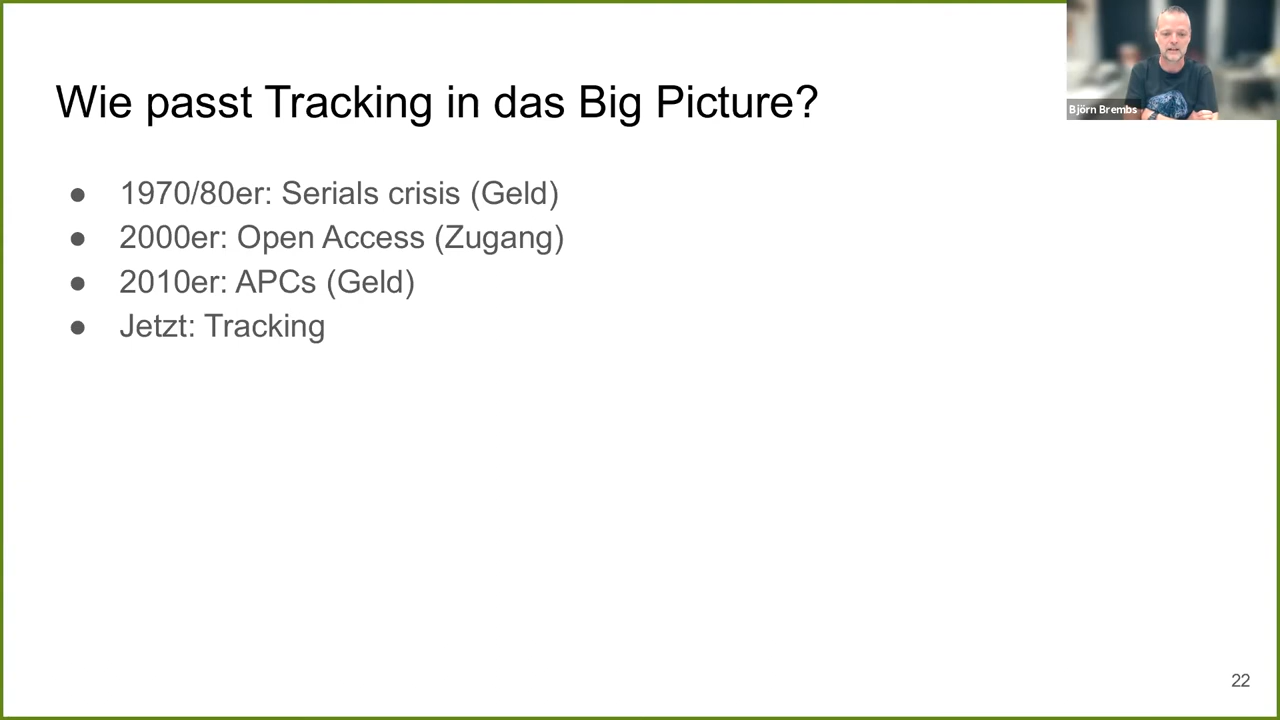 Wie passt Tracking in das Big Picture?
● 1970/80er: Serials crisis (Geld)
● 2000er: Open Access (Zugang)
● 2010er: APCs (Geld)
● Jetzt: Tracking
Björn Brembs
22